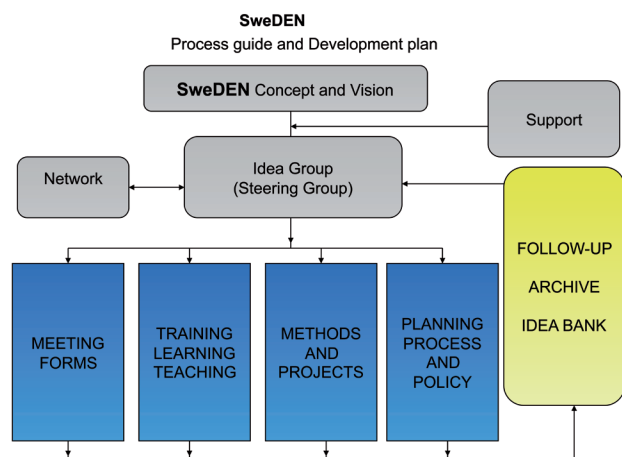 SweDEN
Process guide and Development plan
SweDEN Concept and Vision
Support
Idea Group
(Steering Group)
Network
FOLLOW-UP
ARCHIVE
IDEA BANK
MEETING
FORMS
TRAINING
LEARNING
TEACHING
METHODS
AND
PROJECTS
PLANNING
PROCESS
AND
POLICY